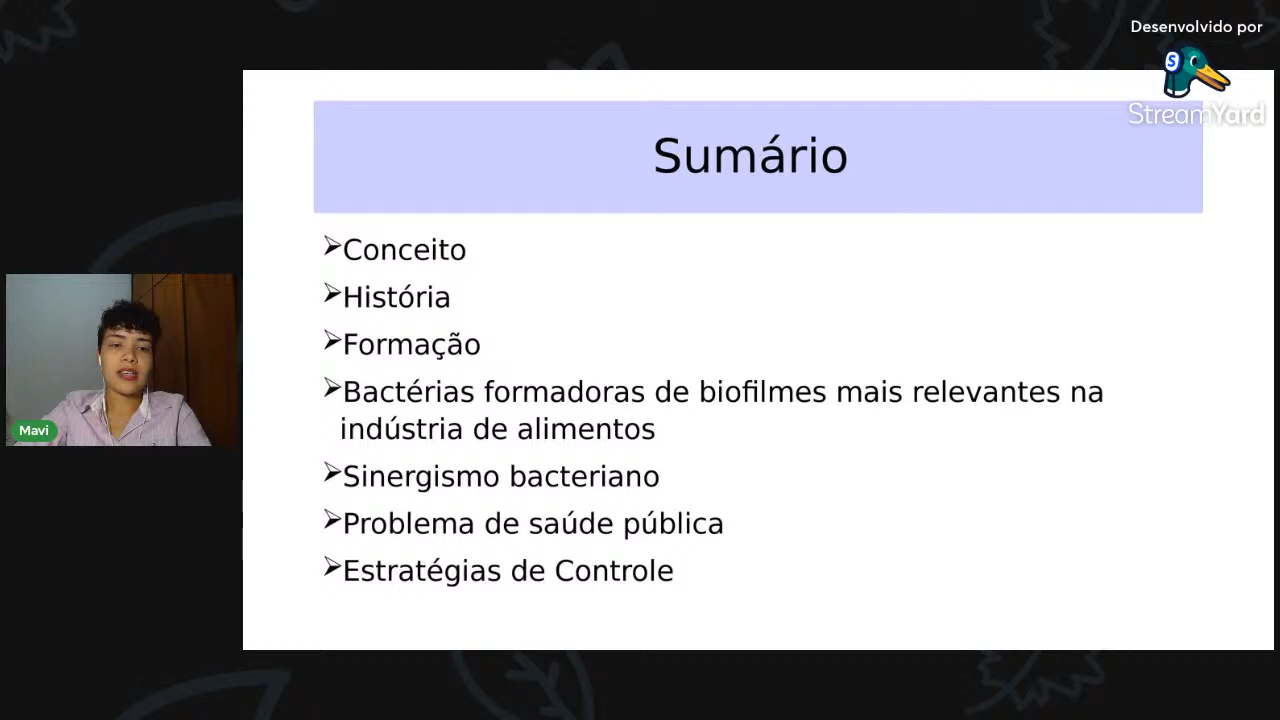 Desenvolvido por
StreamYard
Sumário
Conceito
História
Formação
Bactérias formadoras de biofilmes mais relevantes na
indústria de alimentos
Sinergismo bacteriano
Problema de saúde pública
Estratégias de Controle
Mavi